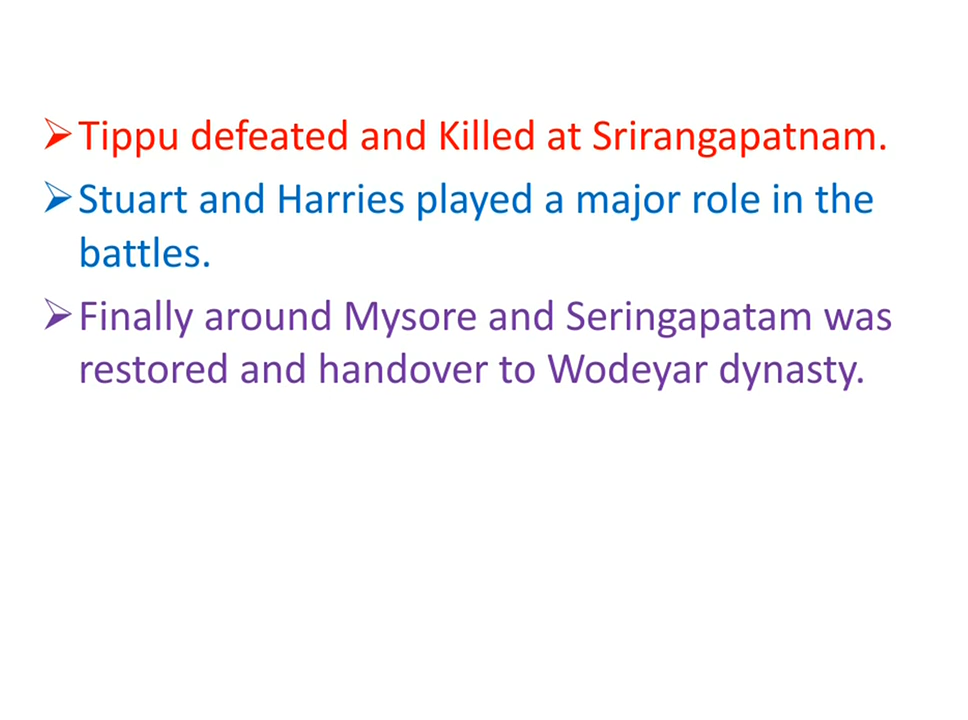 Tippu defeated and Killed at Srirangapatnam.
Stuart and Harries played a major role in the
battles.
Finally around Mysore and Seringapatam was
restored and handover to Wodeyar dynasty.